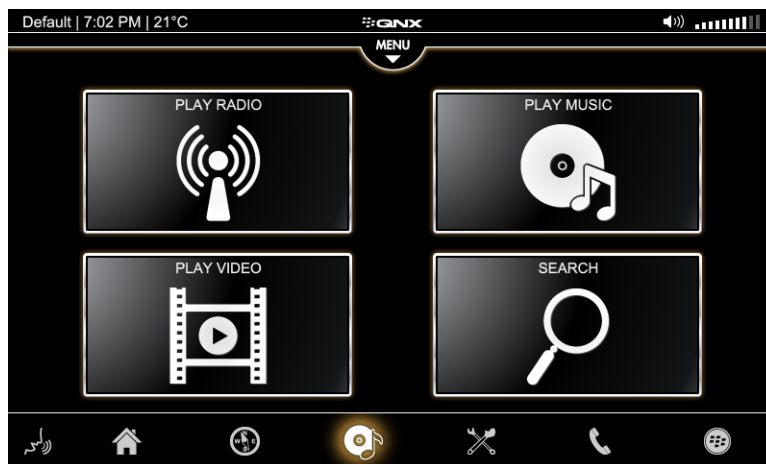 Default | 7:02 PM | 21°C
QNX
MENU
PLAY RADIO
PLAY MUSIC
PLAY VIDEO
SEARCH
W E